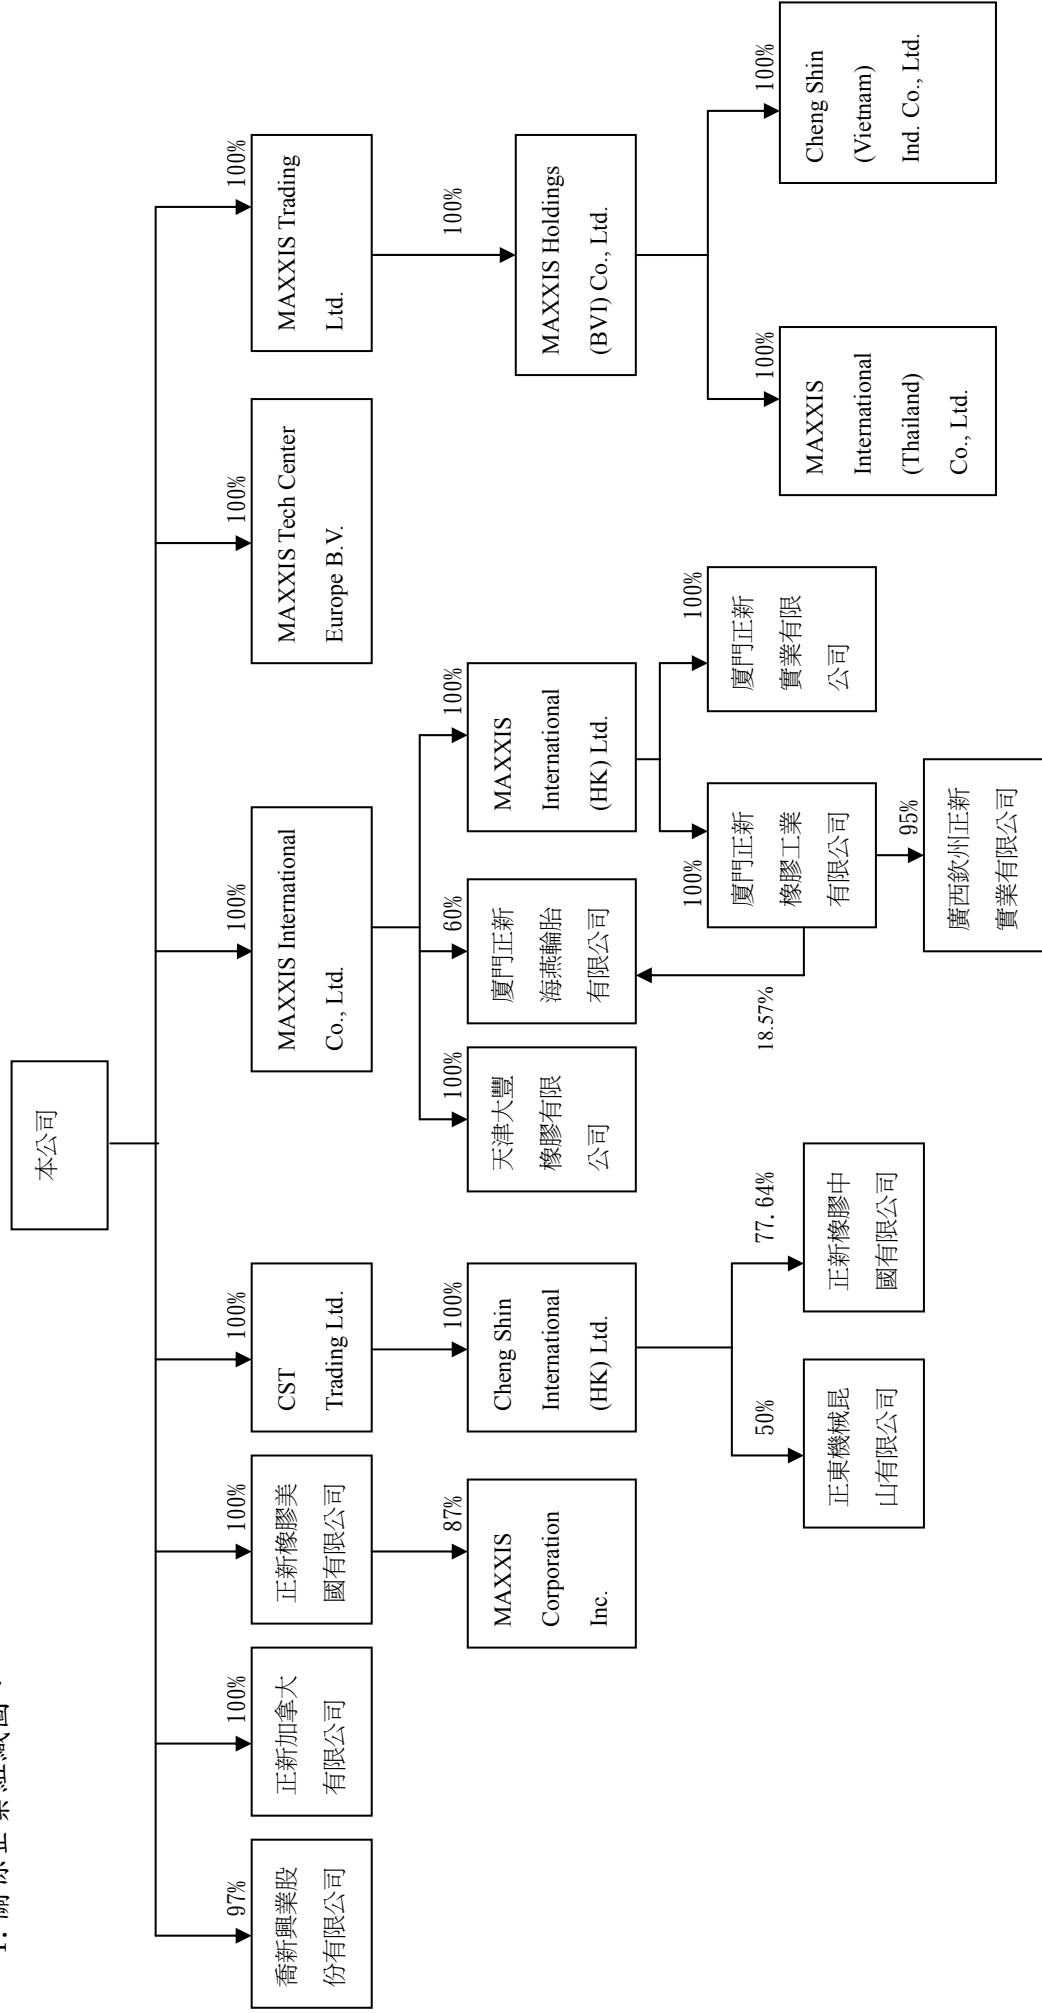 本公司
97%
喬新興業股
份有限公司
100%
正新加拿大
有限公司
100%
正新橡膠美
國有限公司
100%
CST
Trading Ltd.
100%
MAXXIS International
Co., Ltd.
100%
MAXXIS Tech Center
Europe B.V.
100%
MAXXIS Trading
Ltd.
87%
MAXXIS
Corporation
Inc.
100%
Cheng Shin
International
(HK) Ltd.
100%
天津大豐
橡膠有限
公司
60%
廈門正新
海燕輪胎
有限公司
100%
MAXXIS
International
(HK) Ltd.
100%
MAXXIS Holdings
(BVI) Co., Ltd.
50%
正東機械昆
山有限公司
77.64%
正新橡膠中
國有限公司
18.57%
100%
廈門正新
橡膠工業
有限公司
100%
廈門正新
實業有限
公司
100%
MAXXIS
International
(Thailand)
Co., Ltd.
100%
Cheng Shin
(Vietnam)
Ind. Co., Ltd.
95%
廣西欽州正新
實業有限公司